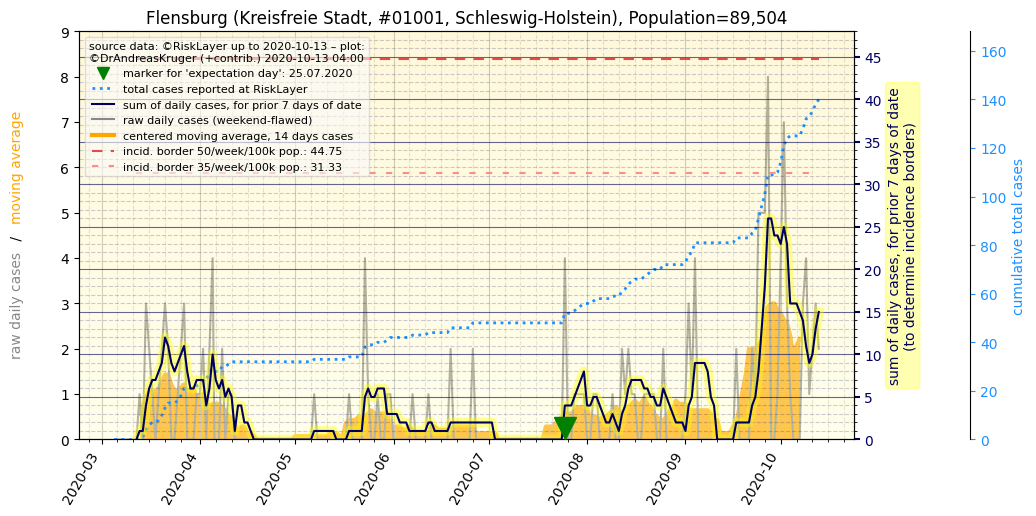 Flensburg (Kreisfreie Stadt, #01001, Schleswig-Holstein), Population=89,504
source data: ©RiskLayer up to 2020-10-13 – plot:
©DrAndreasKruger (+contrib.) 2020-10-13 04:00
marker for 'expectation day': 25.07.2020
total cases reported at RiskLayer
sum of daily cases, for prior 7 days of date
raw daily cases (weekend-flawed)
centered moving average, 14 days cases
incid. border 50/week/100k pop.: 44.75
incid. border 35/week/100k pop.: 31.33
raw daily cases / moving average
9
8
7
6
5
4
3
2
1
0
2020-03
2020-04
2020-05
2020-06
2020-07
2020-08
2020-09
2020-10
45
40
35
30
25
20
15
10
5
0
sum of daily cases, for prior 7 days of date
(to determine incidence borders)
160
140
120
100
80
60
40
20
0
cumulative total cases